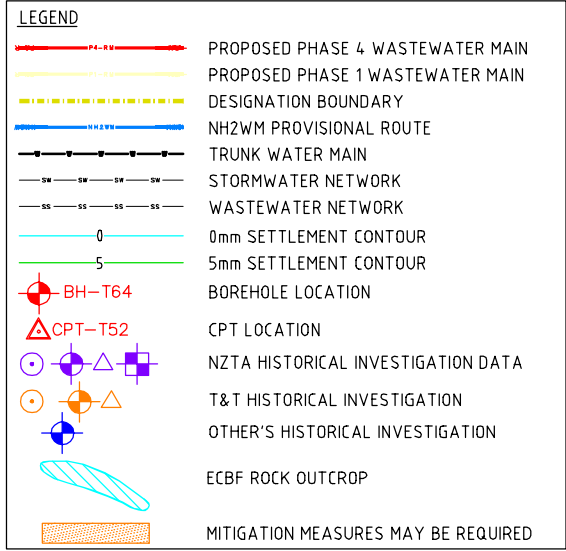 LEGEND
P4-RM PROPOSED PHASE 4 WASTEWATER MAIN
PROPOSED PHASE 1 WASTEWATER MAIN
DESIGNATION BOUNDARY
NH2WM NH2WM PROVISIONAL ROUTE
W W W W W TRUNK WATER MAIN
SW SW SW SW STORMWATER NETWORK
SS SS SS SS WASTEWATER NETWORK
0 0mm SETTLEMENT CONTOUR
5 5mm SETTLEMENT CONTOUR
BH-T64 BOREHOLE LOCATION
CPT-T52 CPT LOCATION
NZTA HISTORICAL INVESTIGATION DATA
T&T HISTORICAL INVESTIGATION
OTHER'S HISTORICAL INVESTIGATION
ECBF ROCK OUTCROP
MITIGATION MEASURES MAY BE REQUIRED